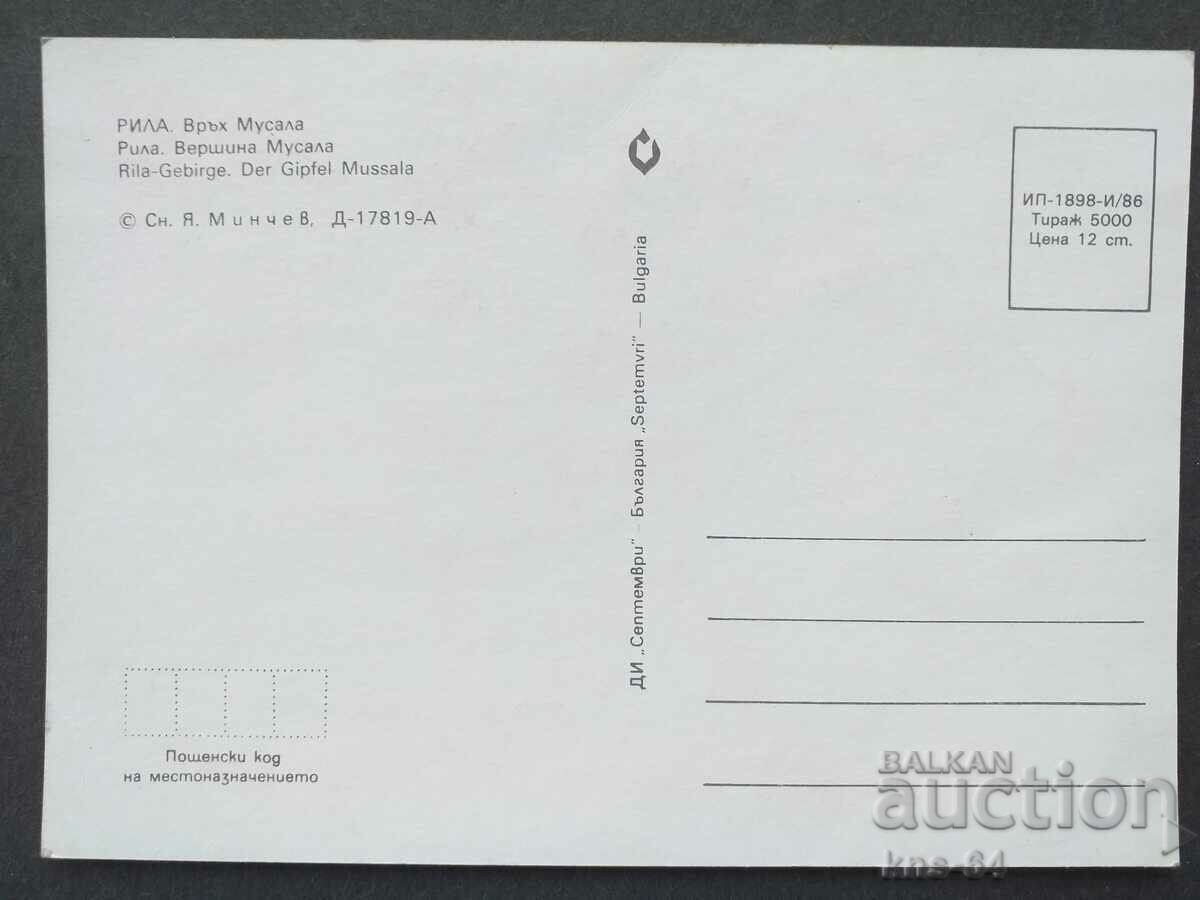 РИЛА. Връх Мусала
Рила. Вершина Мусала
Rila-Gebirge. Der Gipfel Mussala
© Сн. Я. Минчев, Д-17819-А
ДИ „Септември" – България „Septemvri" — Bulgaria
ИП-1898-И/86
Тираж 5000
Цена 12 ст.
Пощенски код
на местоназначението
BALKAN
auction
kns-64